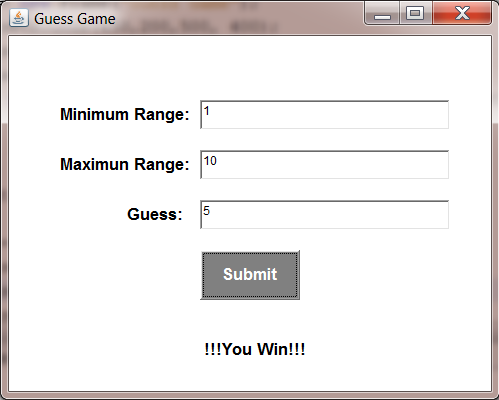 Guess Game
Minimum Range: 1
Maximun Range: 10
Guess: 5
Submit
!!!You Win!!!